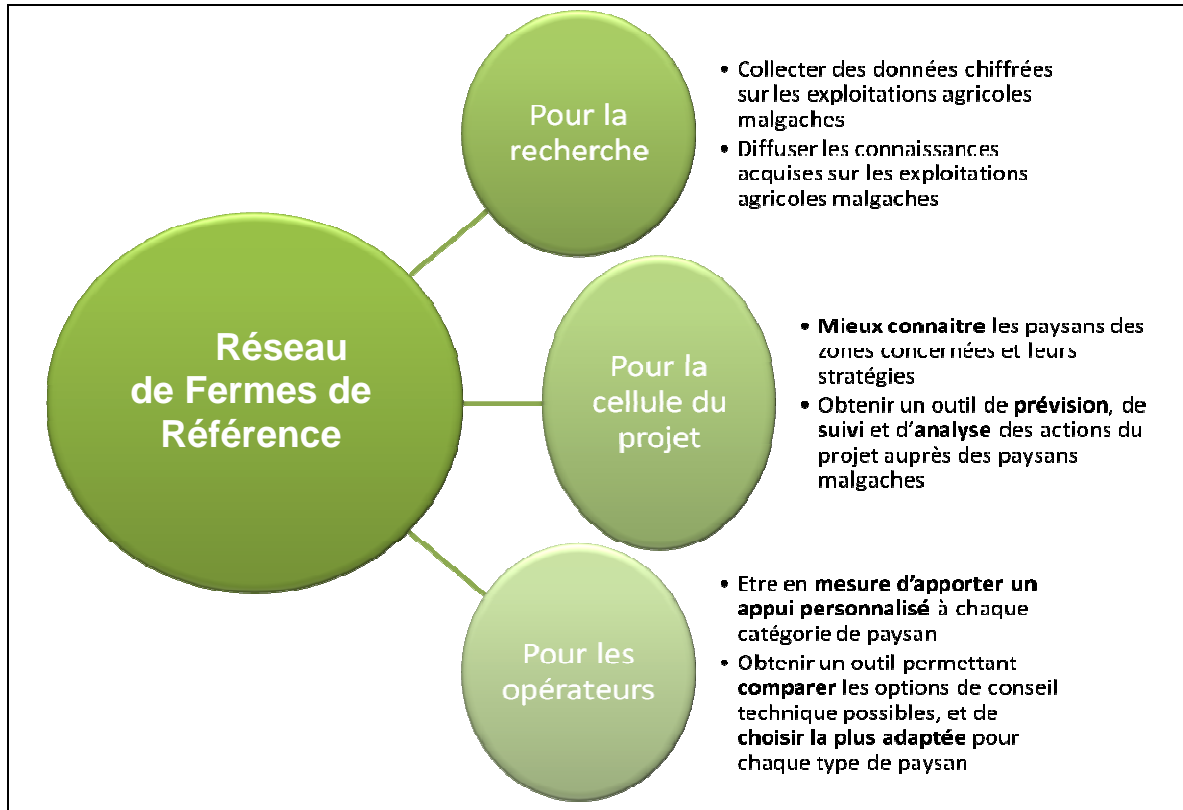 Pour la
recherche
• Collecter des données chiffrées
sur les exploitations agricoles
malgaches
• Diffuser les connaissances
acquises sur les exploitations
agricoles malgaches
Réseau
de Fermes de
Référence
Pour la
cellule du
projet
• Mieux connaitre les paysans des
zones concernées et leurs
stratégies
• Obtenir un outil de prévision, de
suivi et d'analyse des actions du
projet auprès des paysans
malgaches
Pour les
opérateurs
• Etre en mesure d'apporter un
appui personnalisé à chaque
catégorie de paysan
• Obtenir un outil permettant
comparer les options de conseil
technique possibles, et de
choisir la plus adaptée pour
chaque type de paysan